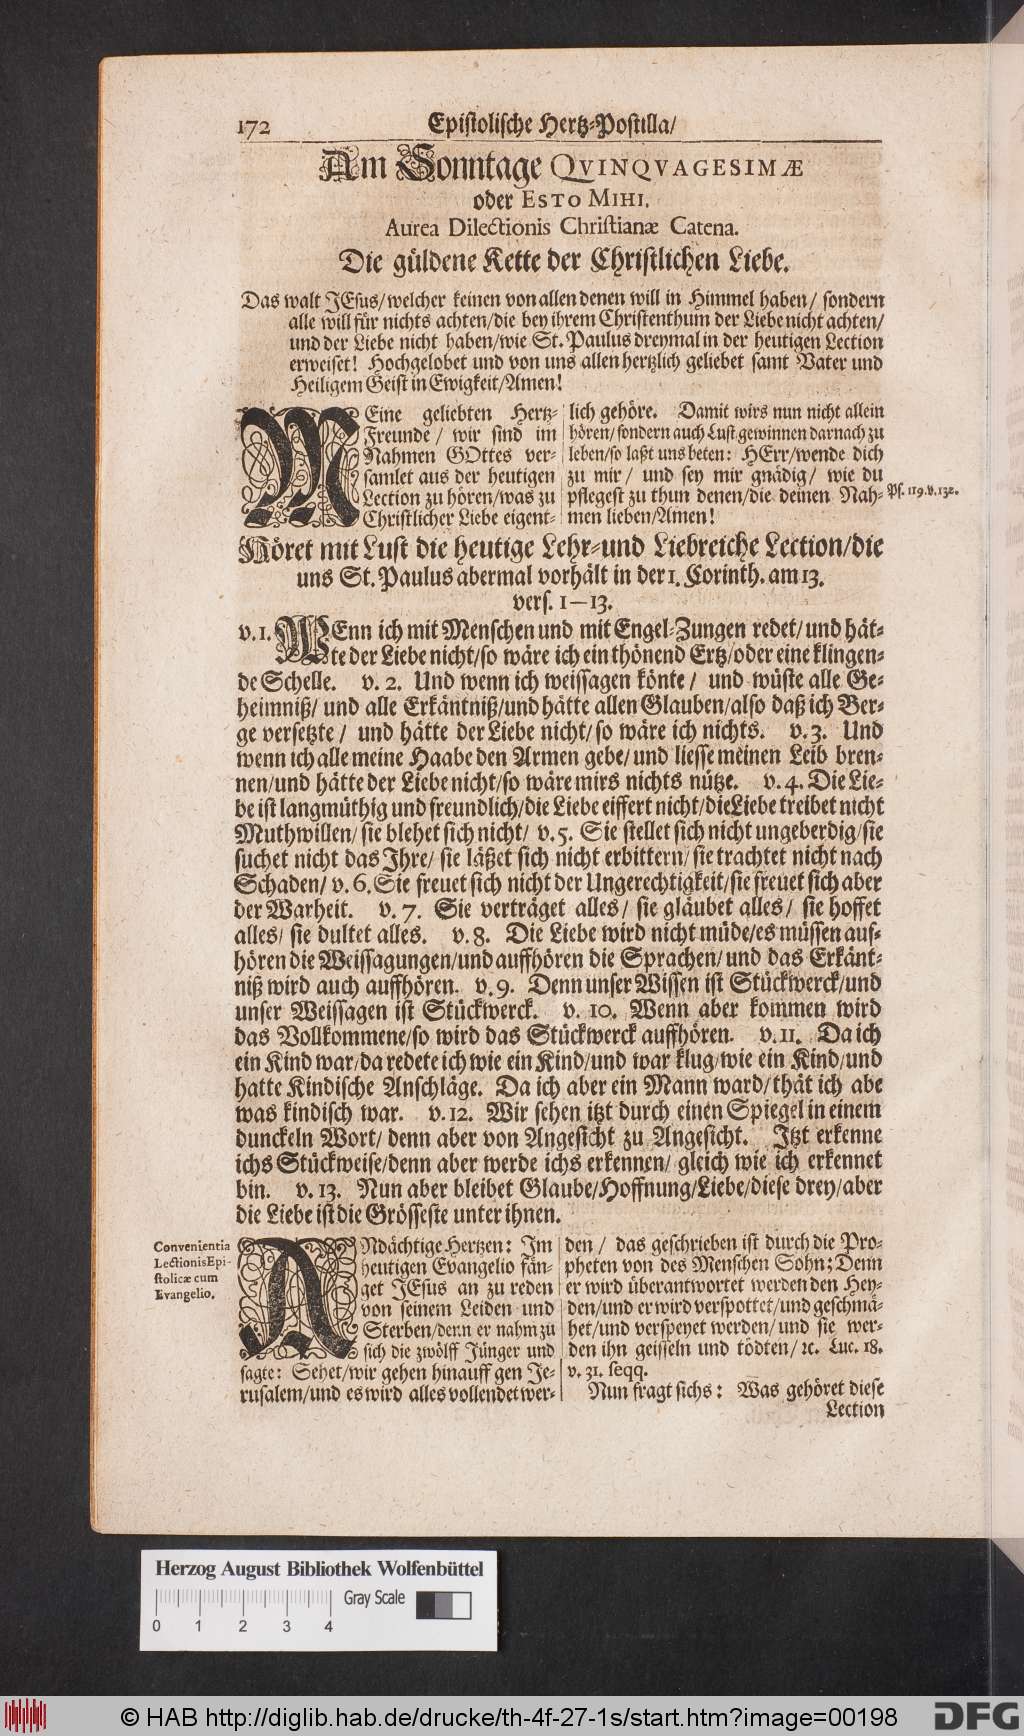 172 Epistolische Hertz-Postilla/
Am Sonntage QVINQVAGESIMÆ
oder ESTO MIHI.
Aurea Dilectionis Christianæ Catena.
Die güldene Kette der Christlichen Liebe.
Das walt JEsus/welcher keinen von allen denen will in Himmel haben/ sondern
alle will für nichts achten/die bey ihrem Christenthum der Liebe nicht achten/
und der Liebe nicht haben/wie St. Paulus dreymal in der heutigen Lection
erweiset! Hochgelobet und von uns allen hertzlich geliebet samt Vater und
Heiligem Geist in Ewigkeit/Amen!
MEine geliebten Hertz-
Freunde/ wir sind im
Nahmen GOttes ver-
samlet aus der heutigen
Lection zu hören/was zu
Christlicher Liebe eigent-
lich gehöre. Damit wirs nun nicht allein
hören/sondern auch Lust gewinnen darnach zu
leben/so laßt uns beten: HErr/wende dich
zu mir/ und sey mir gnädig/ wie du
pflegest zu thun denen/die deinen Nah-
men lieben/Amen!
Ps. 119. v. 132.
Höret mit Lust die heutige Lehr-und Liebreiche Lection/die
uns St. Paulus abermal vorhält in der 1. Corinth. am 13.
vers. 1—13.
v. 1. WEnn ich mit Menschen und mit Engel-Zungen redet/und hät-
te der Liebe nicht/so wäre ich ein thönend Ertz/oder eine klingen-
de Schelle. v. 2. Und wenn ich weissagen könte/ und wüste alle Ge-
heimniß/ und alle Erkäntniß/und hätte allen Glauben/also daß ich Ber-
ge versetzte/ und hätte der Liebe nicht/so wäre ich nichts. v. 3. Und
wenn ich alle meine Haabe den Armen gebe/und liesse meinen Leib bren-
nen/und hätte der Liebe nicht/so wäre mirs nichts nütze. v. 4. Die Lie-
be ist langmüthig und freundlich/die Liebe eiffert nicht/die Liebe treibet nicht
Muthwillen/sie blehet sich nicht/ v. 5. Sie stellet sich nicht ungeberdig/sie
suchet nicht das Ihre/ sie läßet sich nicht erbittern/sie trachtet nicht nach
Schaden/ v. 6. Sie freuet sich nicht der Ungerechtigkeit/sie freuet sich aber
der Warheit. v. 7. Sie verträget alles/ sie gläubet alles/ sie hoffet
alles/ sie dultet alles. v. 8. Die Liebe wird nicht müde/es müssen auf-
hören die Weissagungen/und auffhören die Sprachen/und das Erkänt-
niß wird auch auffhören. v. 9. Denn unser Wissen ist Stückwerck/und
unser Weissagen ist Stückwerck. v. 10. Wenn aber kommen wird
das Vollkommene/so wird das Stückwerck auffhören. v. 11. Da ich
ein Kind war/da redete ich wie ein Kind/und war klug/wie ein Kind/und
hatte Kindische Anschläge. Da ich aber ein Mann ward/thät ich abe
was kindisch war. v. 12. Wir sehen itzt durch einen Spiegel in einem
dunckeln Wort/ denn aber von Angesicht zu Angesicht. Jtzt erkenne
ichs Stückweise/denn aber werde ichs erkennen/ gleich wie ich erkennet
bin. v. 13. Nun aber bleibet Glaube/Hoffnung/Liebe/diese drey/aber
die Liebe ist die Grösseste unter ihnen.
Convenientia
Lectionis Epi-
stolicæ cum
Evangelio.
ANdächtige Hertzen: Im
heutigen Evangelio fän-
get JEsus an zu reden
von seinem Leiden und
Sterben/denn er nahm zu
sich die zwölff Jünger und
sagte: Sehet/wir gehen hinauff gen Je-
rusalem/und es wird alles vollendet wer-
den/ das geschrieben ist durch die Pro-
pheten von des Menschen Sohn; Denn
er wird überantwortet werden den Hey-
den/und er wird verspottet/und geschmä-
het/und verspeyet werden/und sie wer-
den ihn geisseln und tödten/ ꝛc. Luc. 18.
v. 31. seqq.
Nun fragt sichs: Was gehöret diese
Lection
Herzog August Bibliothek Wolfenbüttel
Gray Scale
0 1 2 3 4
© HAB http://diglib.hab.de/drucke/th-4f-27-1s/start.htm?image=00198
DFG